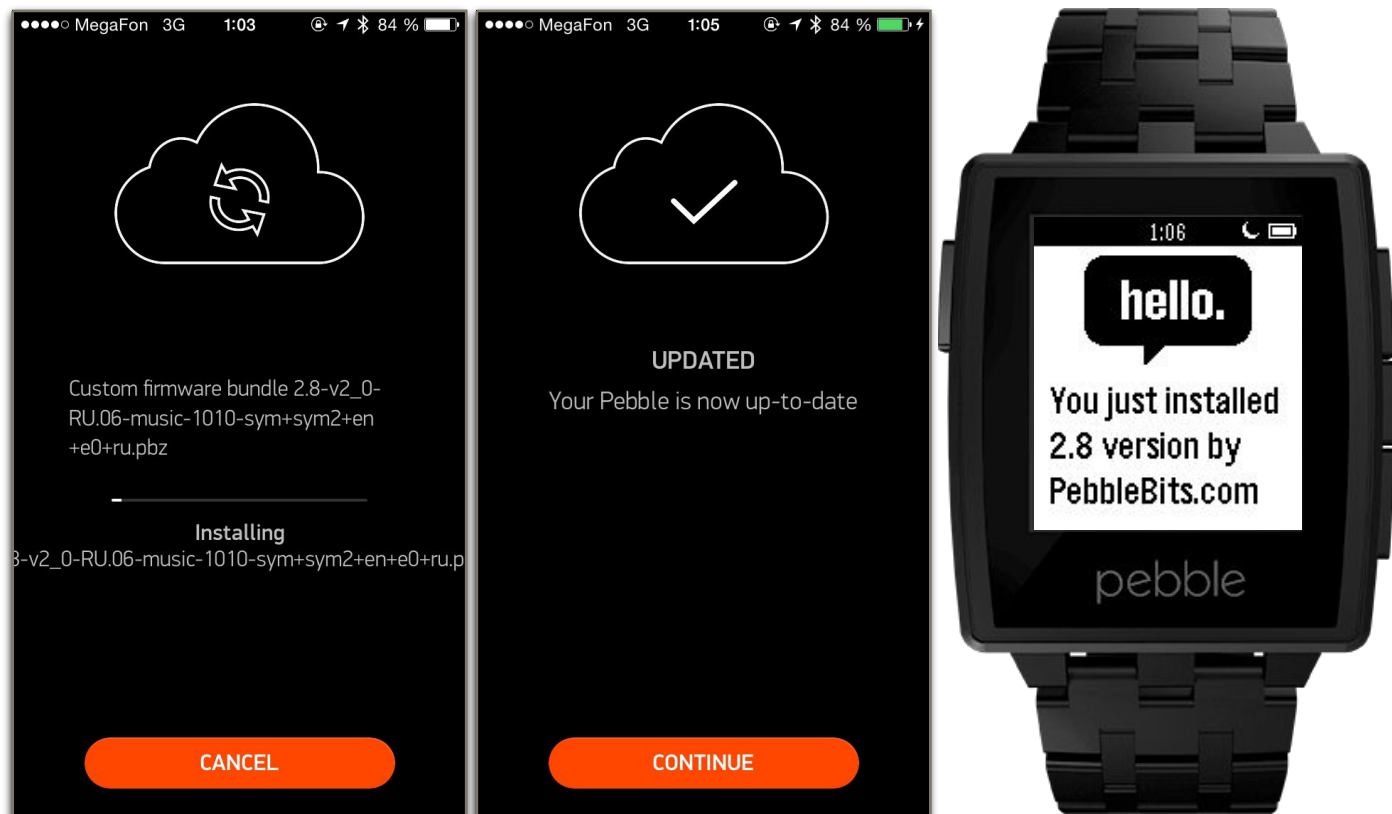 MegaFon 3G 1:03 84 %
Custom firmware bundle 2.8-v2_0-
RU.06-music-1010-sym+sym2+en
+e0+ru.pbz
Installing
8-v2_0-RU.06-music-1010-sym+sym2+en+e0+ru.p
CANCEL
MegaFon 3G 1:05 84 %
UPDATED
Your Pebble is now up-to-date
CONTINUE
1:06
hello.
You just installed
2.8 version by
PebbleBits.com
pebble